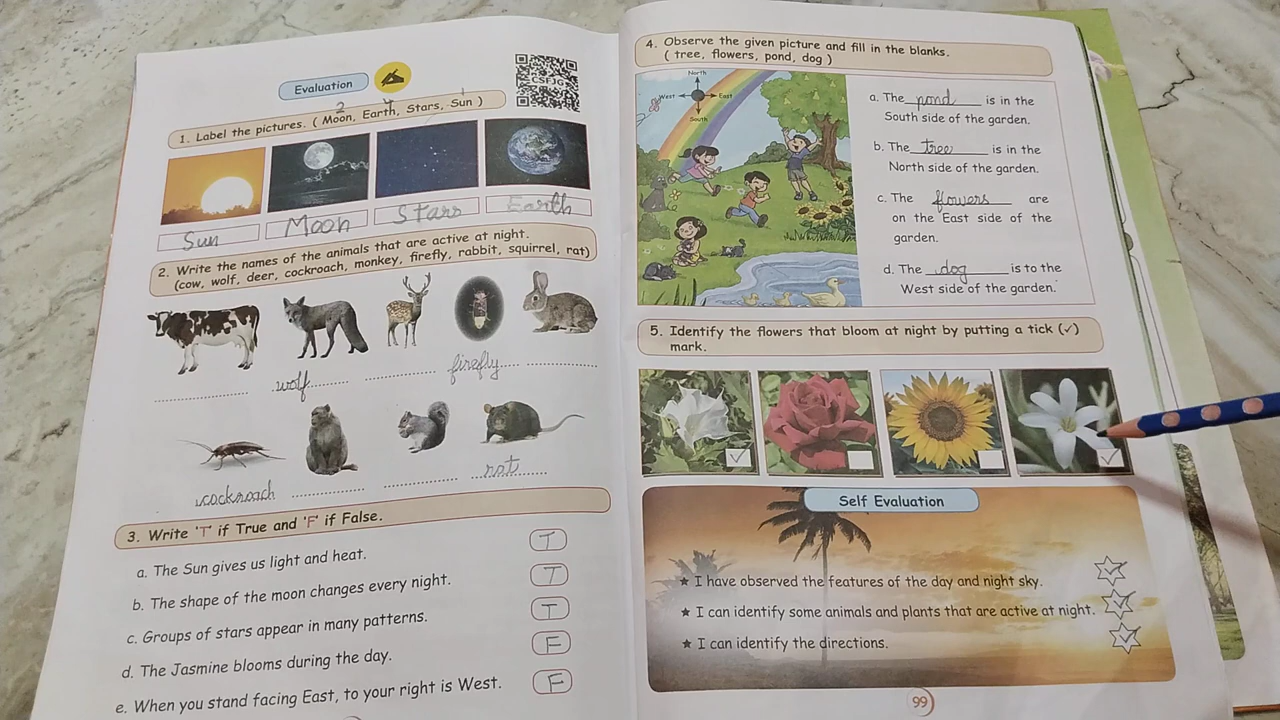 Evaluation
CSFJG6
2 4 1
1. Label the pictures. ( Moon, Earth, Stars, Sun )
Sun Moon Stars Earth
2. Write the names of the animals that are active at night.
(cow, wolf, deer, cockroach, monkey, firefly, rabbit, squirrel, rat)
.................... wolf.......... .................... firefly.... ....................
cockroach .................... .................... rat..........
3. Write 'T' if True and 'F' if False.
a. The Sun gives us light and heat. T
b. The shape of the moon changes every night. T
c. Groups of stars appear in many patterns. T
d. The Jasmine blooms during the day. F
e. When you stand facing East, to your right is West. F
4. Observe the given picture and fill in the blanks.
( tree, flowers, pond, dog )
North
West East
South
a. The pond is in the
South side of the garden.
b. The tree is in the
North side of the garden.
c. The flowers are
on the East side of the
garden.
d. The dog is to the
West side of the garden.
5. Identify the flowers that bloom at night by putting a tick (✓)
mark.
✓ ✓
Self Evaluation
★ I have observed the features of the day and night sky. ✓
★ I can identify some animals and plants that are active at night. ✓
★ I can identify the directions. ✓
99